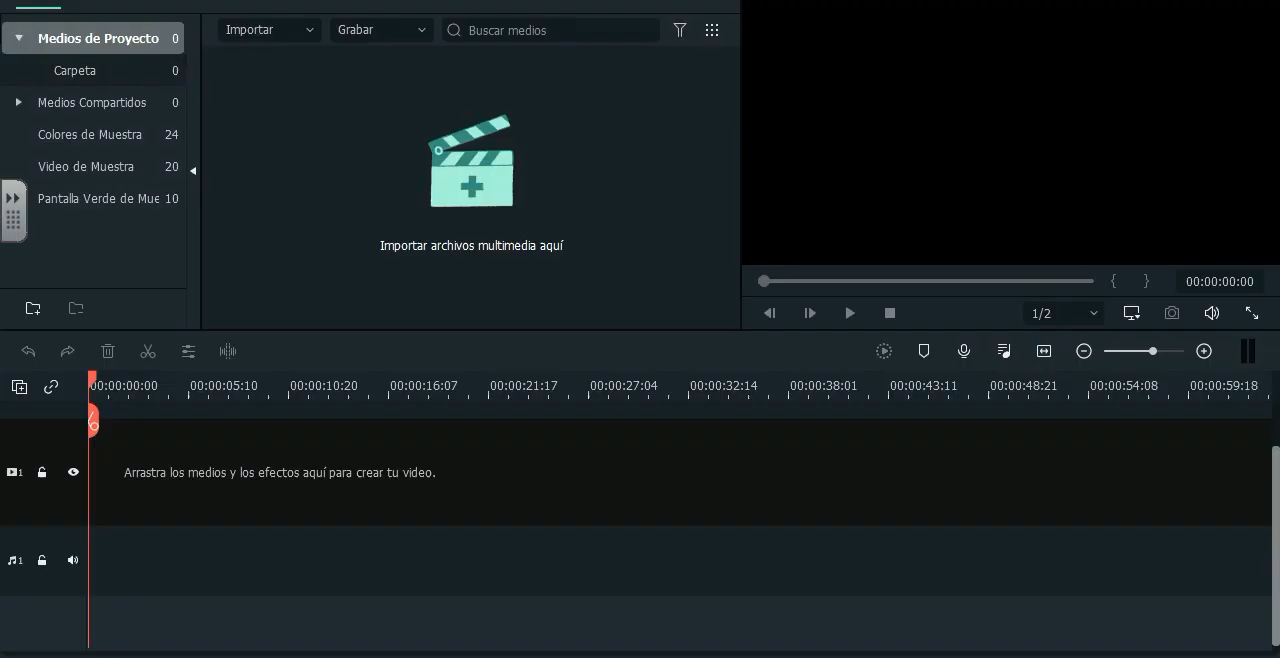 Medios de Proyecto 0
Importar
Grabar
Buscar medios
Carpeta 0
Medios Compartidos 0
Colores de Muestra 24
Video de Muestra 20
Pantalla Verde de Mue 10
Importar archivos multimedia aquí
{ } 00:00:00:00
1/2
00:00:00:00 00:00:05:10 00:00:10:20 00:00:16:07 00:00:21:17 00:00:27:04 00:00:32:14 00:00:38:01 00:00:43:11 00:00:48:21 00:00:54:08 00:00:59:18
1 Arrastra los medios y los efectos aquí para crear tu video.
1